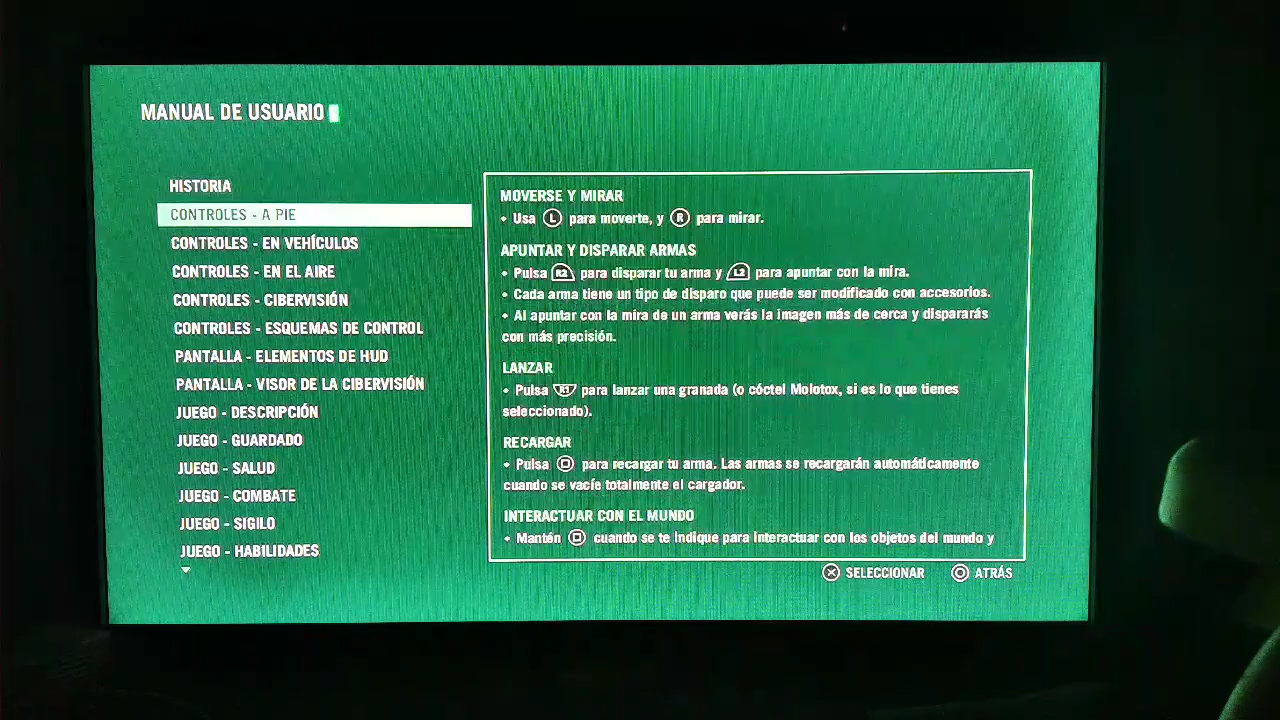 MANUAL DE USUARIO
HISTORIA
CONTROLES - A PIE
CONTROLES - EN VEHÍCULOS
CONTROLES - EN EL AIRE
CONTROLES - CIBERVISIÓN
CONTROLES - ESQUEMAS DE CONTROL
PANTALLA - ELEMENTOS DE HUD
PANTALLA - VISOR DE LA CIBERVISIÓN
JUEGO - DESCRIPCIÓN
JUEGO - GUARDADO
JUEGO - SALUD
JUEGO - COMBATE
JUEGO - SIGILO
JUEGO - HABILIDADES
MOVERSE Y MIRAR
• Usa L para moverte, y R para mirar.
APUNTAR Y DISPARAR ARMAS
• Pulsa R2 para disparar tu arma y L2 para apuntar con la mira.
• Cada arma tiene un tipo de disparo que puede ser modificado con accesorios.
• Al apuntar con la mira de un arma verás la imagen más de cerca y dispararás
con más precisión.
LANZAR
• Pulsa R1 para lanzar una granada (o cóctel Molotox, si es lo que tienes
seleccionado).
RECARGAR
• Pulsa para recargar tu arma. Las armas se recargarán automáticamente
cuando se vacíe totalmente el cargador.
INTERACTUAR CON EL MUNDO
• Mantán cuando se te indique para interactuar con los objetos del mundo y
SELECCIONAR
ATRÁS